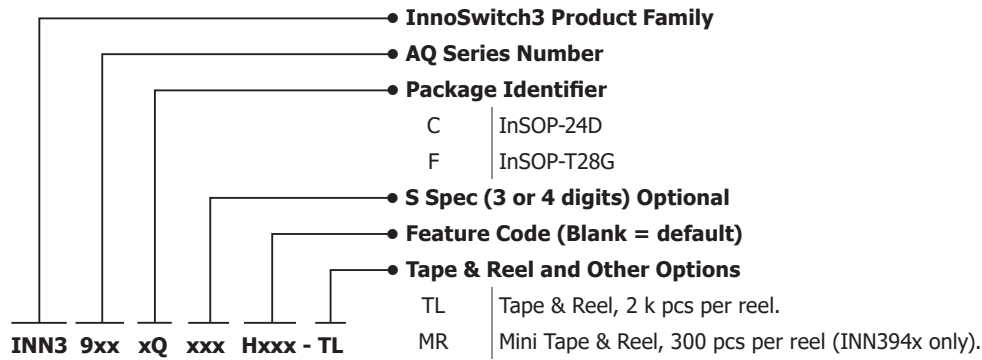 InnoSwitch3 Product Family
AQ Series Number
Package Identifier
C InSOP-24D
F InSOP-T28G
S Spec (3 or 4 digits) Optional
Feature Code (Blank = default)
Tape & Reel and Other Options
TL Tape & Reel, 2 k pcs per reel.
MR Mini Tape & Reel, 300 pcs per reel (INN394x only).
INN3 9xx xQ xxx Hxxx - TL